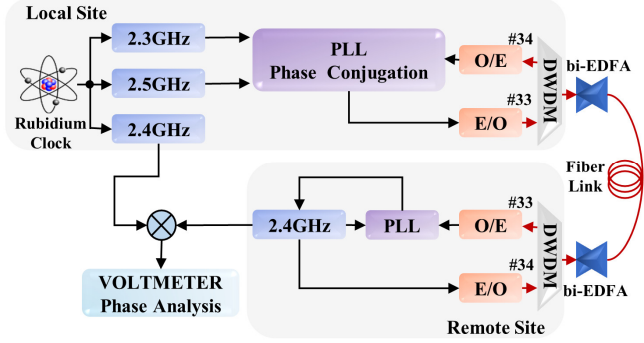 Local Site
2.3GHz
2.5GHz
2.4GHz
Rubidium
Clock
PLL
Phase Conjugation
O/E
#34
#33
E/O
DWDM
bi-EDFA
Fiber
Link
#33
2.4GHz
PLL
O/E
#34
E/O
DWDM
bi-EDFA
VOLTMETER
Phase Analysis
Remote Site